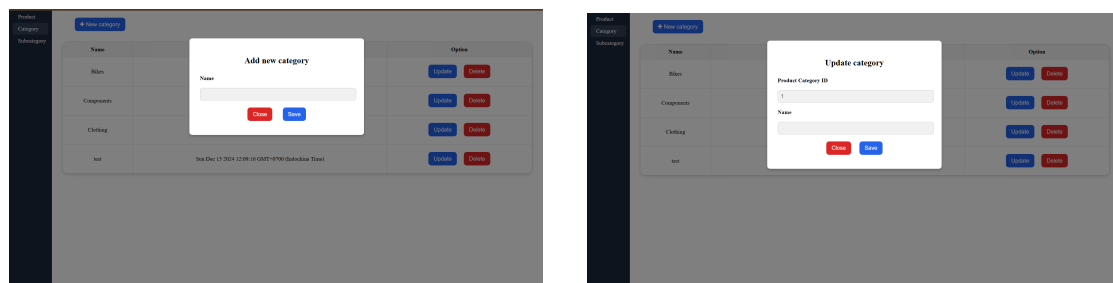 Product
Category
Subcategory
+ New category
Name
Option
Bikes
Update
Delete
Components
Update
Delete
Clothing
Update
Delete
test
Sun Dec 15 2024 12:09:16 GMT+0700 (Indochina Time)
Update
Delete
Add new category
Name
Close
Save
Product
Category
Subcategory
+ New category
Name
Option
Bikes
Update
Delete
Components
Update
Delete
Clothing
Update
Delete
test
Update
Delete
Update category
Product Category ID
1
Name
Close
Save